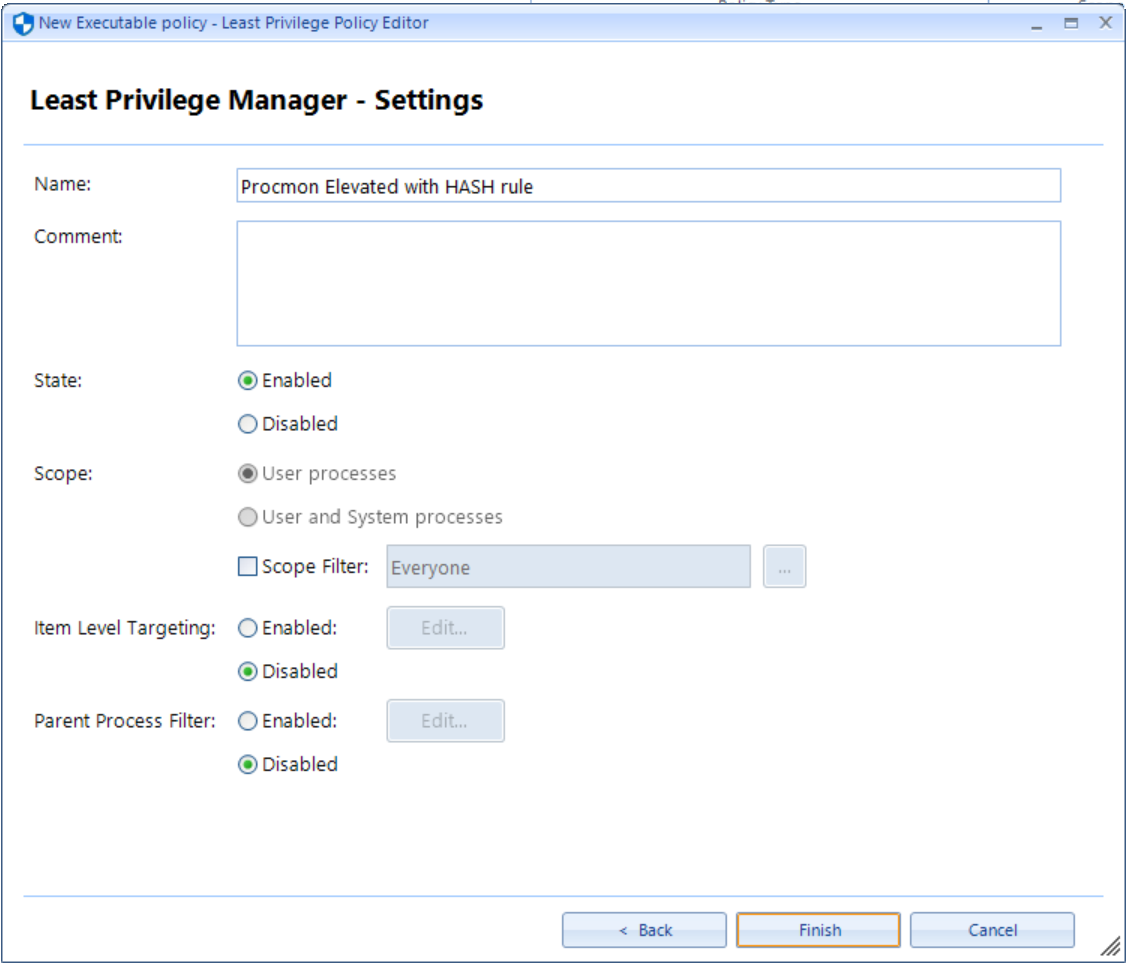 New Executable policy - Least Privilege Policy Editor
Least Privilege Manager - Settings
Name: Procmon Elevated with HASH rule
Comment:
State: Enabled
Disabled
Scope: User processes
User and System processes
Scope Filter: Everyone ...
Item Level Targeting: Enabled: Edit...
Disabled
Parent Process Filter: Enabled: Edit...
Disabled
< Back Finish Cancel